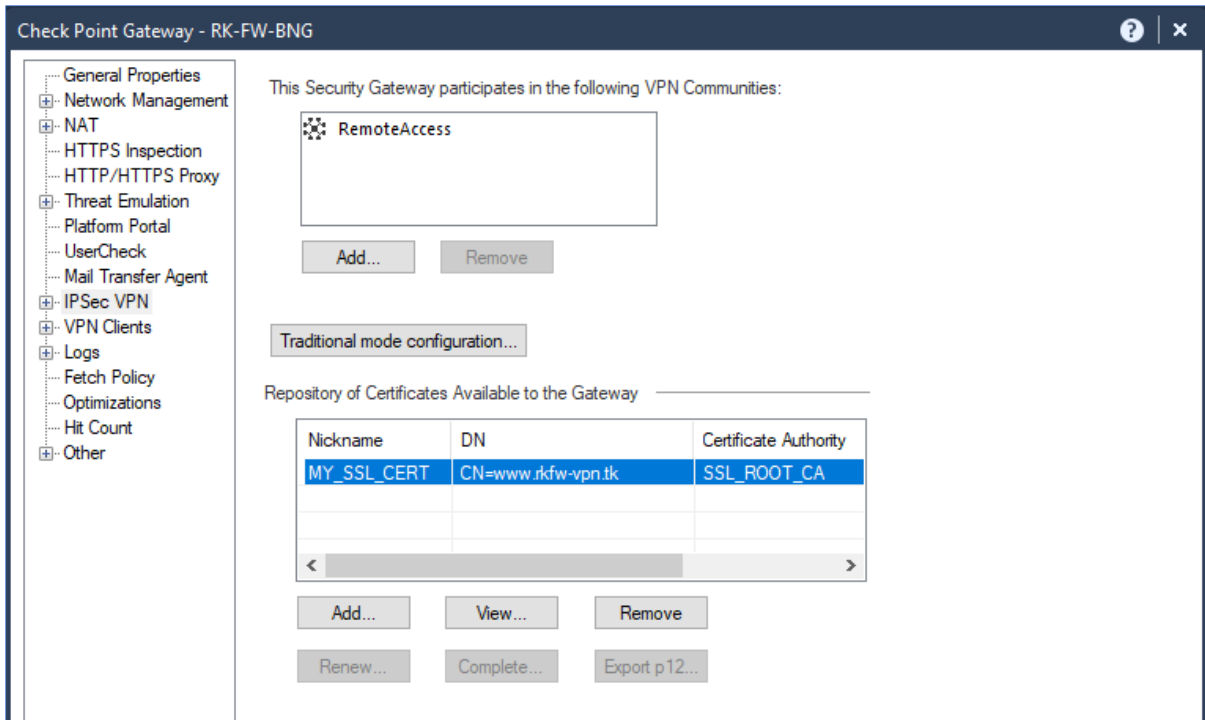 Check Point Gateway - RK-FW-BNG
General Properties
Network Management
NAT
HTTPS Inspection
HTTP/HTTPS Proxy
Threat Emulation
Platform Portal
UserCheck
Mail Transfer Agent
IPSec VPN
VPN Clients
Logs
Fetch Policy
Optimizations
Hit Count
Other
This Security Gateway participates in the following VPN Communities:
RemoteAccess
Add... Remove
Traditional mode configuration...
Repository of Certificates Available to the Gateway
Nickname DN Certificate Authority
MY_SSL_CERT CN=www.rkfw-vpn.tk SSL_ROOT_CA
Add... View... Remove
Renew... Complete... Export p12...